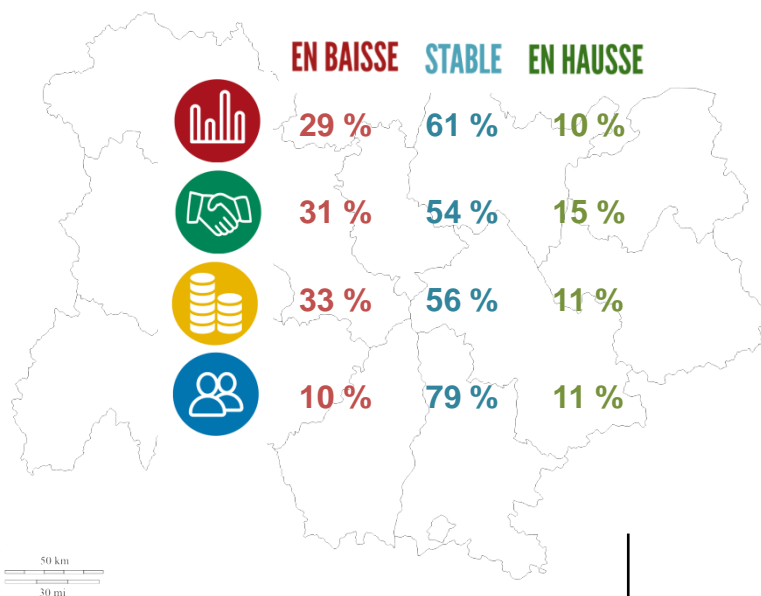 EN BAISSE STABLE EN HAUSSE
29 % 61 % 10 %
31 % 54 % 15 %
33 % 56 % 11 %
10 % 79 % 11 %
50 km
30 mi